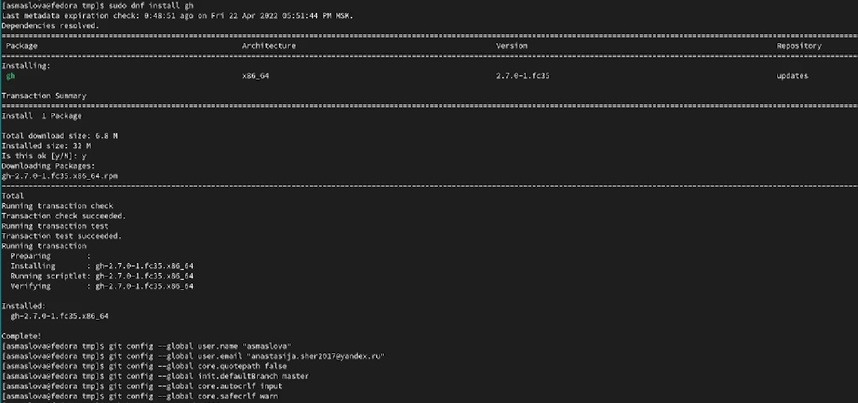 [asmaslova@fedora tmp]$ sudo dnf install gh
Last metadata expiration check: 0:48:51 ago on Fri 22 Apr 2022 05:51:44 PM MSK.
Dependencies resolved.
Package Architecture Version Repository
Installing:
gh x86_64 2.7.0-1.fc35 updates
Transaction Summary
Install 1 Package
Total download size: 6.8 M
Installed size: 32 M
Is this ok [y/N]: y
Downloading Packages:
gh-2.7.0-1.fc35.x86_64.rpm
Total
Running transaction check
Transaction check succeeded.
Running transaction test
Transaction test succeeded.
Running transaction
Preparing :
Installing : gh-2.7.0-1.fc35.x86_64
Running scriptlet: gh-2.7.0-1.fc35.x86_64
Verifying : gh-2.7.0-1.fc35.x86_64
Installed:
gh-2.7.0-1.fc35.x86_64
Complete!
[asmaslova@fedora tmp]$ git config --global user.name "asmaslova"
[asmaslova@fedora tmp]$ git config --global user.email "anastasija.sher2017@yandex.ru"
[asmaslova@fedora tmp]$ git config --global core.quotepath false
[asmaslova@fedora tmp]$ git config --global init.defaultBranch master
[asmaslova@fedora tmp]$ git config --global core.autocrlf input
[asmaslova@fedora tmp]$ git config --global core.safecrlf warn